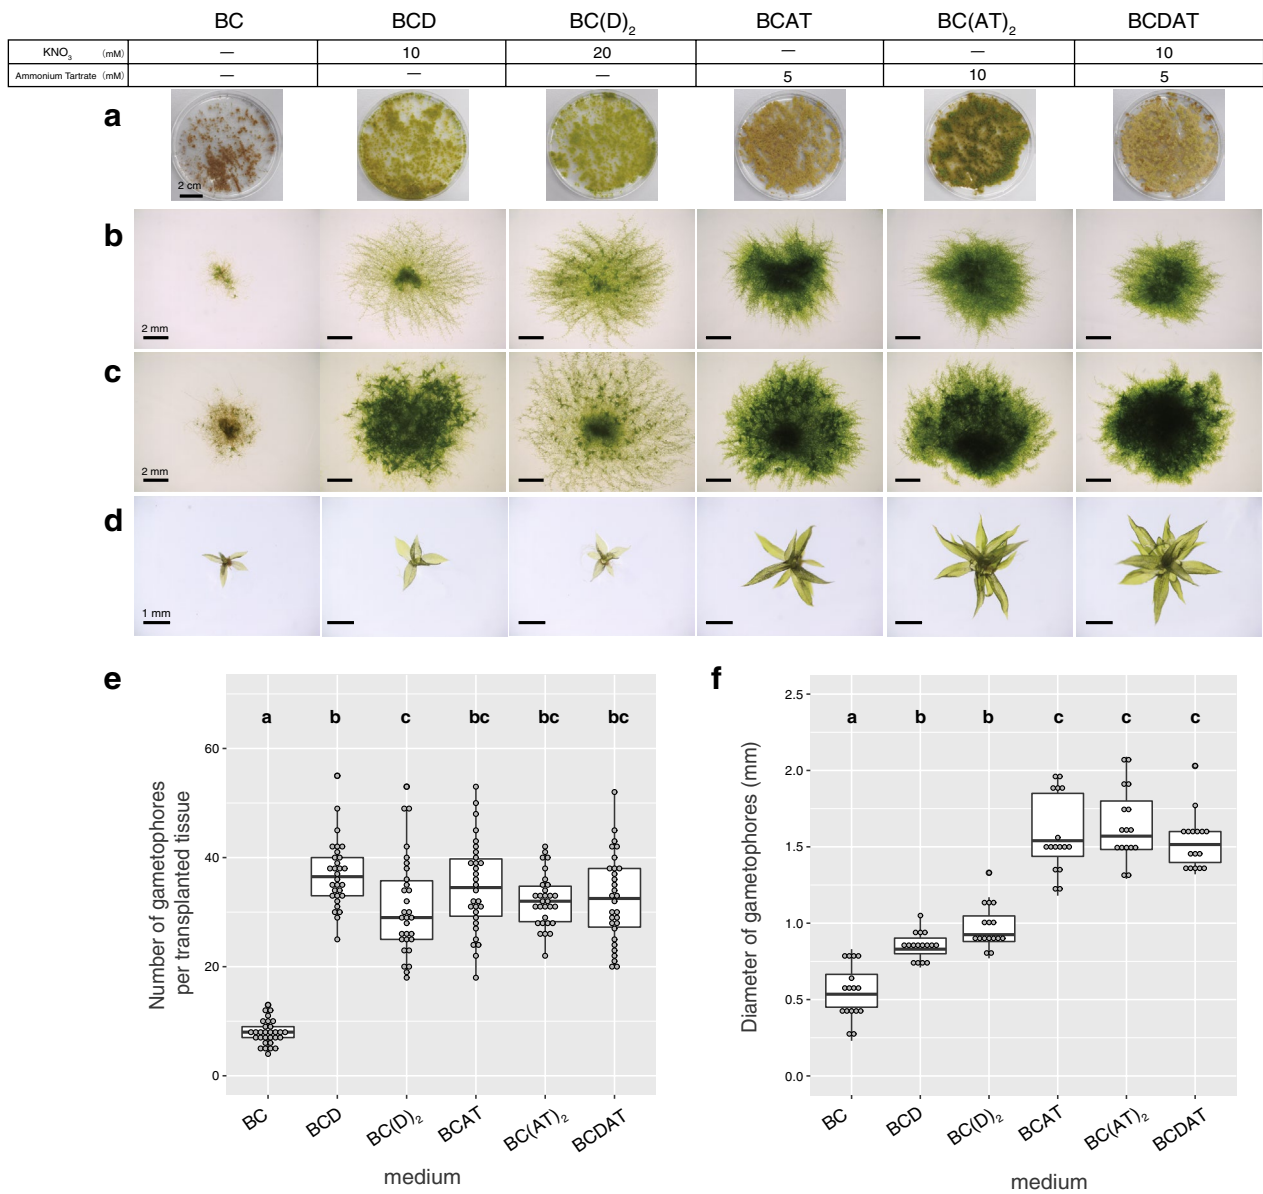 BC BCD BC(D)₂ BCAT BC(AT)₂ BCDAT
KNO₃ (mM) — 10 20 — — 10
Ammonium Tartrate (mM) — — — 5 10 5
a
2 cm
b
2 mm
c
2 mm
d
1 mm
e
a b c bc bc bc
60
40
20
0
Number of gametophores
per transplanted tissue
BC BCD BC(D)₂ BCAT BC(AT)₂ BCDAT
medium
f
a b b c c c
2.5
2.0
1.5
1.0
0.5
0.0
Diameter of gametophores (mm)
BC BCD BC(D)₂ BCAT BC(AT)₂ BCDAT
medium